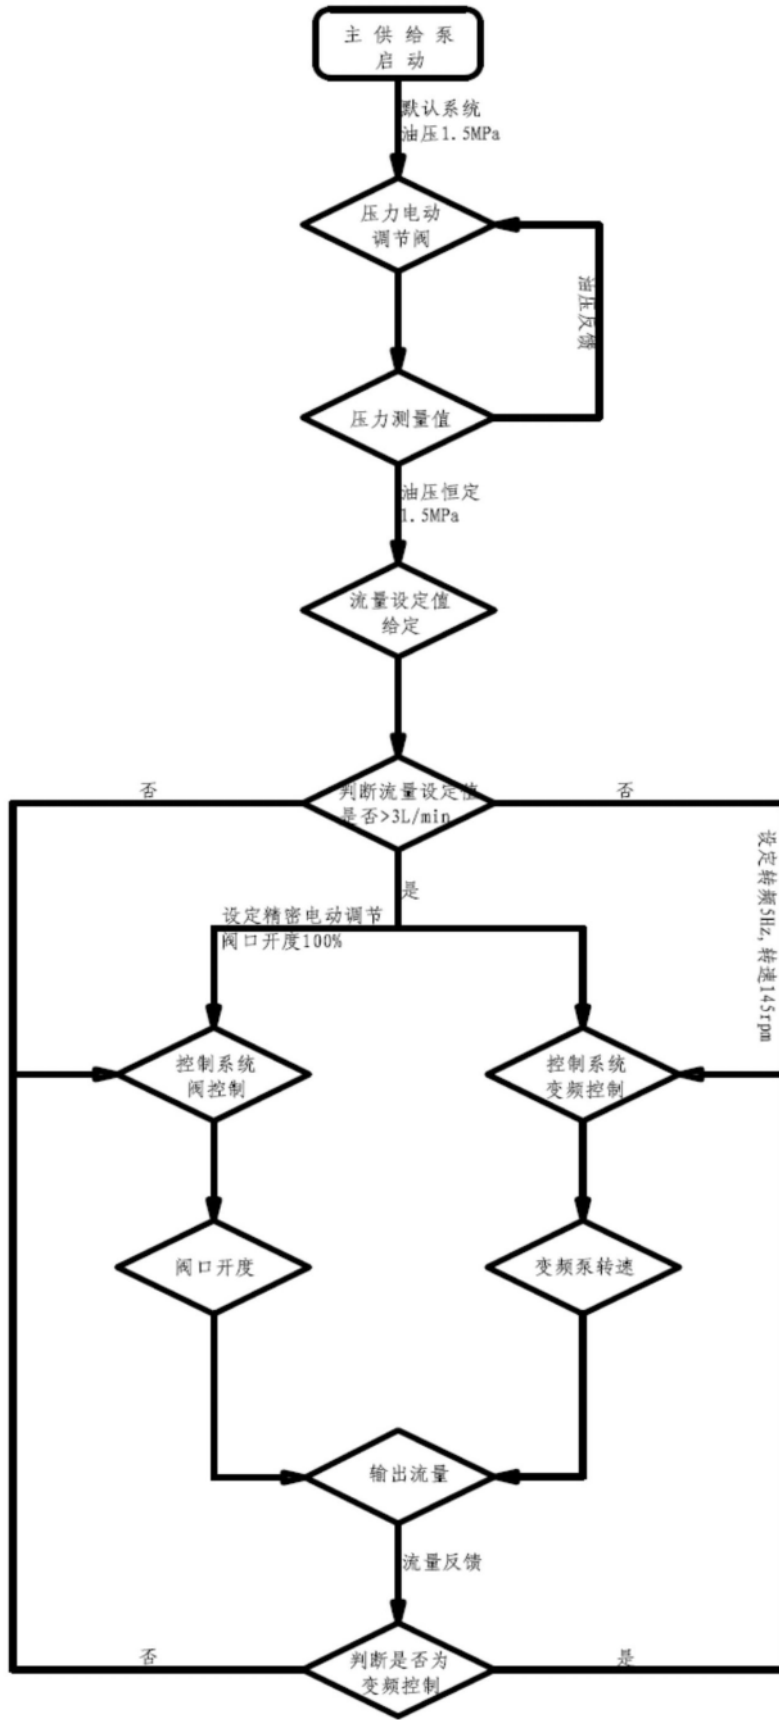 主 供 给 泵
启 动
默认系统
油压1.5MPa
压力电动
调节阀
油压反馈
压力测量值
油压恒定
1.5MPa
流量设定值
给定
否
判断流量设定值
是否>3L/min
否
是
设定转频5Hz,转速145rpm
设定精密电动调节
阀口开度100%
控制系统
阀控制
控制系统
变频控制
阀口开度
变频泵转速
输出流量
流量反馈
否
判断是否为
变频控制
是